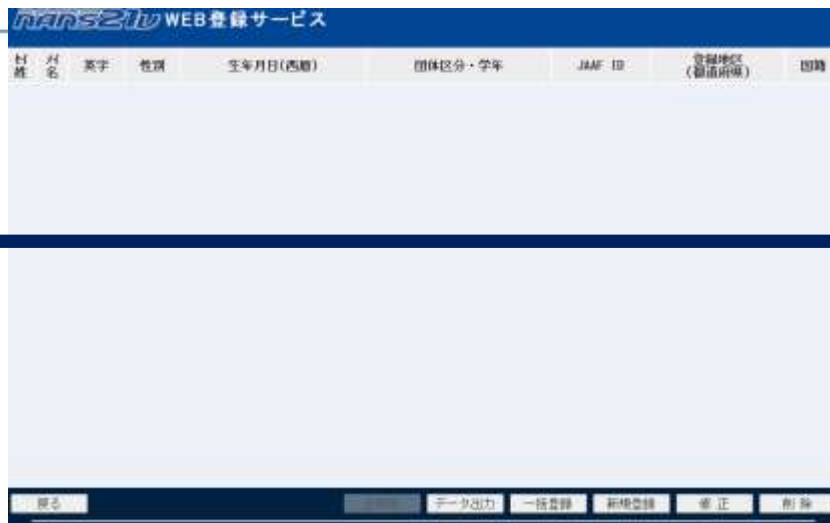 nans21v WEB登録サービス
姓 名 英字 性別 生年月日(西暦) 団体区分・学年 JAAF ID 登録地区 国籍
(都道府県)
戻る データ出力 一括登録 新規登録 修正 削除